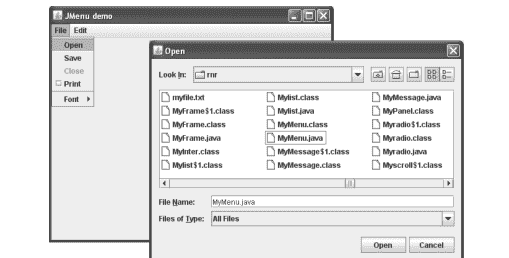 JMenu demo
File Edit
Open
Save
Close
Print
Font
Open
Look In: rnr
myfile.txt Mylist.class MyMessage.java
MyFrame$1.class Mylist.java MyPanel.class
MyFrame.class MyMenu.class Myradio$1.class
MyFrame.java MyMenu.java Myradio.class
MyInter.class MyMessage$1.class Myradio.java
Mylist$1.class MyMessage.class Myscroll$1.class
File Name: MyMenu.java
Files of Type: All Files
Open Cancel